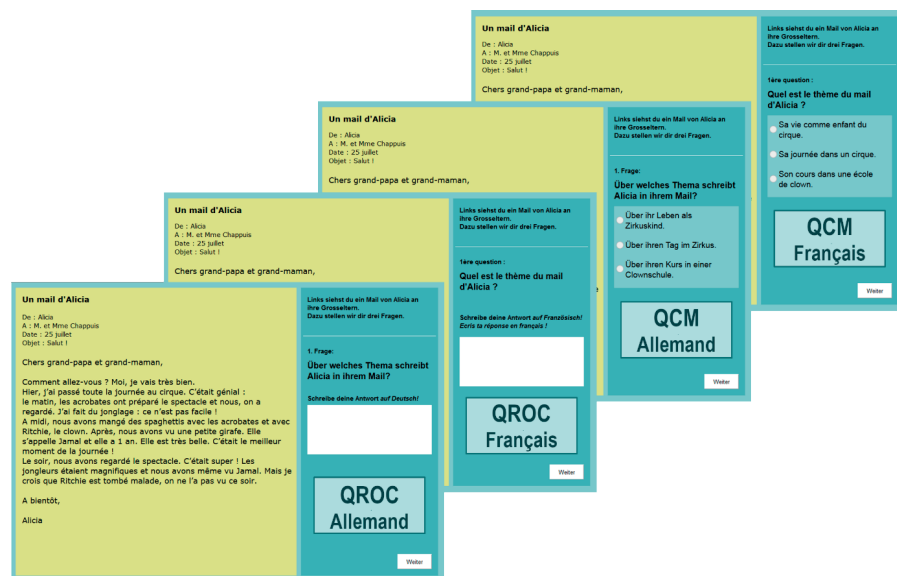 Un mail d'Alicia
De : Alicia
A : M. et Mme Chappuis
Date : 25 juillet
Objet : Salut !
Chers grand-papa et grand-maman,
Links siehst du ein Mail von Alicia an
ihre Grosseltern.
Dazu stellen wir dir drei Fragen.
1ère question :
Quel est le thème du mail
d'Alicia ?
Sa vie comme enfant du
cirque.
Sa journée dans un cirque.
Son cours dans une école
de clown.
QCM
Français
Weiter
Un mail d'Alicia
De : Alicia
A : M. et Mme Chappuis
Date : 25 juillet
Objet : Salut !
Chers grand-papa et grand-maman,
Links siehst du ein Mail von Alicia an
ihre Grosseltern.
Dazu stellen wir dir drei Fragen.
1. Frage:
Über welches Thema schreibt
Alicia in ihrem Mail?
Über ihr Leben als
Zirkuskind.
Über ihren Tag im Zirkus.
Über ihren Kurs in einer
Clownschule.
QCM
Allemand
Weiter
Un mail d'Alicia
De : Alicia
A : M. et Mme Chappuis
Date : 25 juillet
Objet : Salut !
Chers grand-papa et grand-maman,
Links siehst du ein Mail von Alicia an
ihre Grosseltern.
Dazu stellen wir dir drei Fragen.
1ère question :
Quel est le thème du mail
d'Alicia ?
Schreibe deine Antwort auf Französisch!
Ecris ta réponse en français !
QROC
Français
Weiter
Un mail d'Alicia
De : Alicia
A : M. et Mme Chappuis
Date : 25 juillet
Objet : Salut !
Chers grand-papa et grand-maman,
Comment allez-vous ? Moi, je vais très bien.
Hier, j'ai passé toute la journée au cirque. C'était génial :
le matin, les acrobates ont préparé le spectacle et nous, on a
regardé. J'ai fait du jonglage : ce n'est pas facile !
A midi, nous avons mangé des spaghettis avec les acrobates et avec
Ritchie, le clown. Après, nous avons vu une petite girafe. Elle
s'appelle Jamal et elle a 1 an. Elle est très belle. C'était le meilleur
moment de la journée !
Le soir, nous avons regardé le spectacle. C'était super ! Les
jongleurs étaient magnifiques et nous avons même vu Jamal. Mais je
crois que Ritchie est tombé malade, on ne l'a pas vu ce soir.
A bientôt,
Alicia
Links siehst du ein Mail von Alicia an
ihre Grosseltern.
Dazu stellen wir dir drei Fragen.
1. Frage:
Über welches Thema schreibt
Alicia in ihrem Mail?
Schreibe deine Antwort auf Deutsch!
QROC
Allemand
Weiter